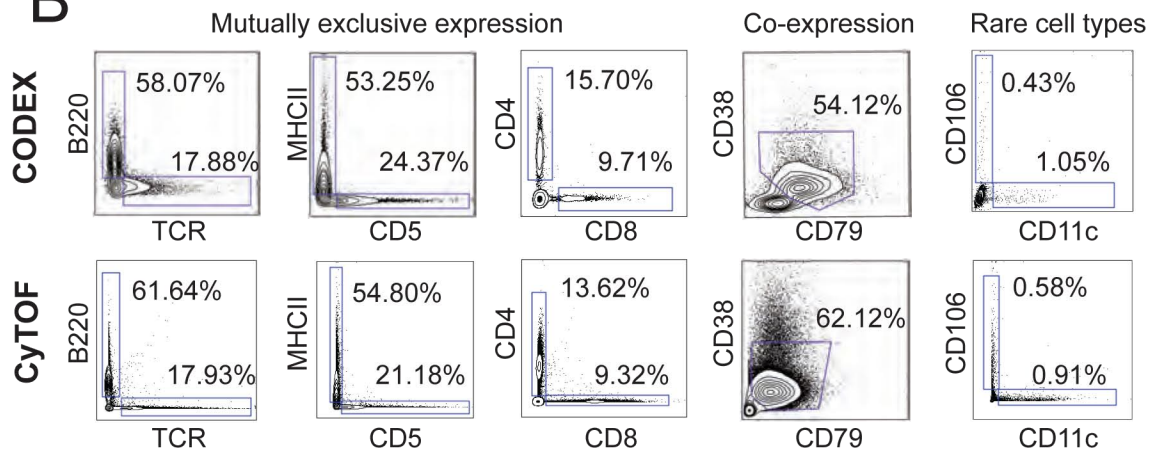 B
Mutually exclusive expression Co-expression Rare cell types
CODEX
B220
58.07%
17.88%
TCR
MHCII
53.25%
24.37%
CD5
CD4
15.70%
9.71%
CD8
CD38
54.12%
CD79
CD106
0.43%
1.05%
CD11c
CyTOF
B220
61.64%
17.93%
TCR
MHCII
54.80%
21.18%
CD5
CD4
13.62%
9.32%
CD8
CD38
62.12%
CD79
CD106
0.58%
0.91%
CD11c